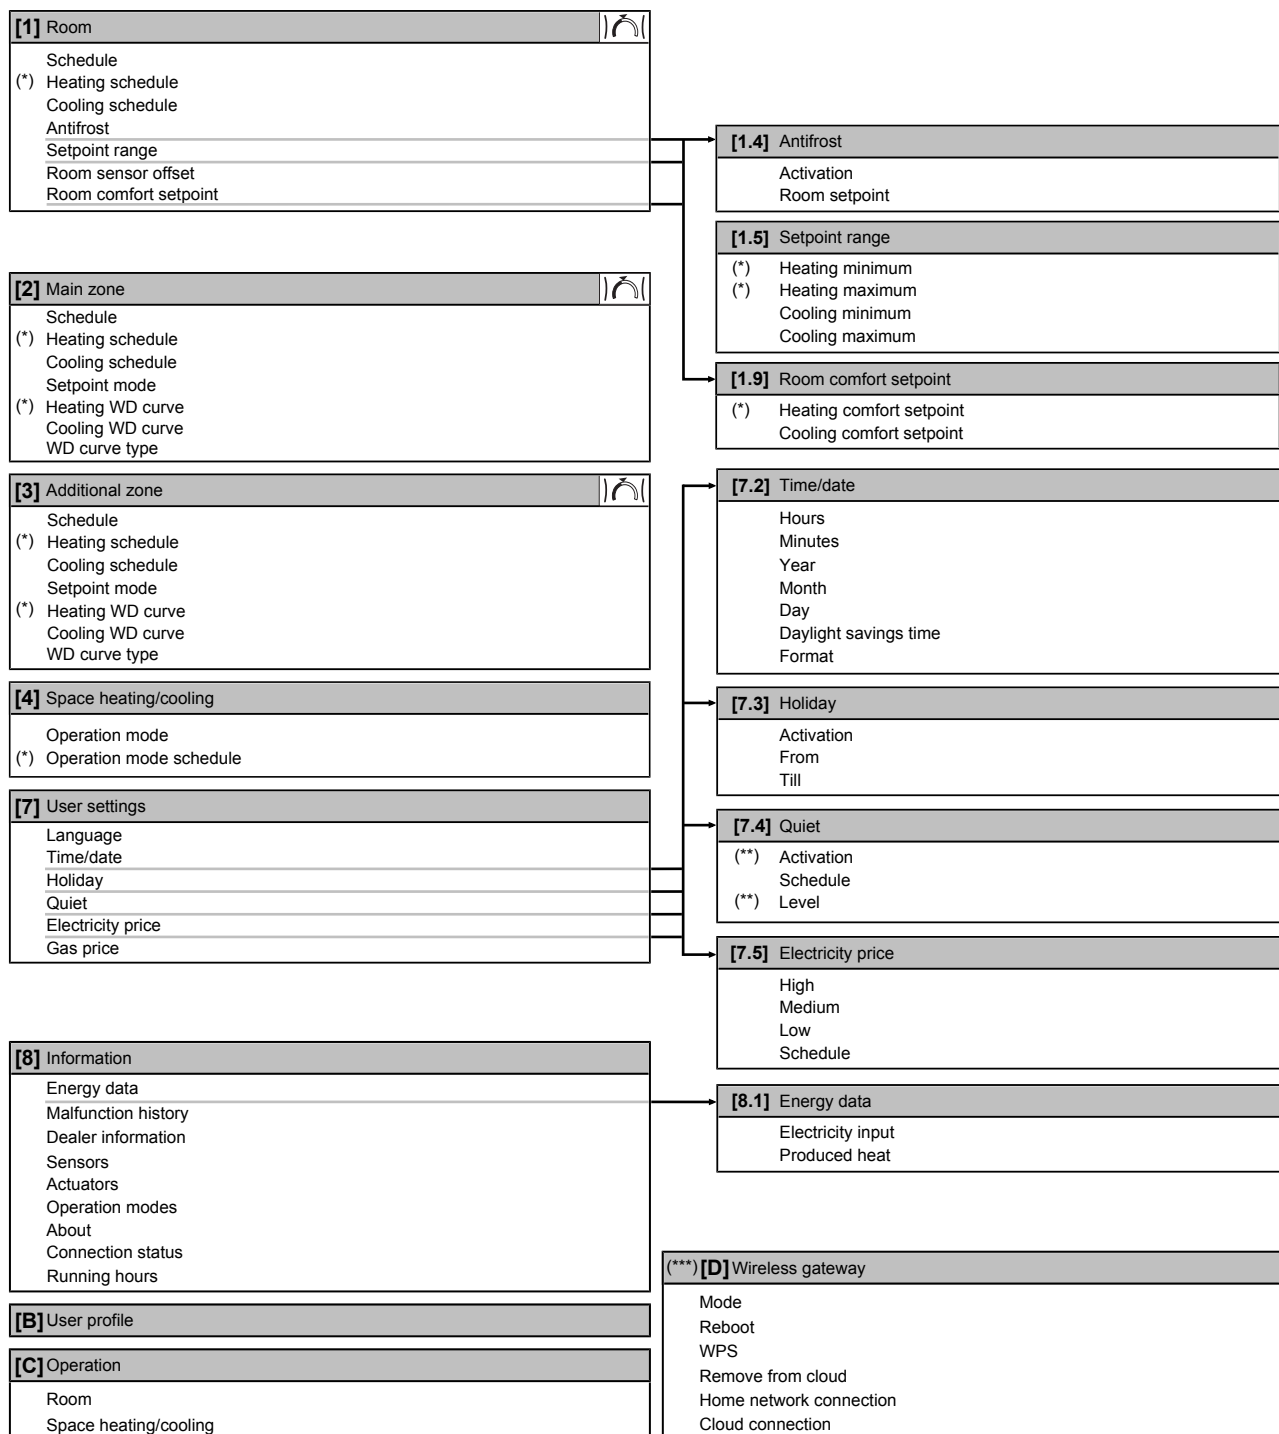 [1] Room
Schedule
(*) Heating schedule
Cooling schedule
Antifrost
Setpoint range
Room sensor offset
Room comfort setpoint
[1.4] Antifrost
Activation
Room setpoint
[1.5] Setpoint range
(*) Heating minimum
(*) Heating maximum
Cooling minimum
Cooling maximum
[1.9] Room comfort setpoint
(*) Heating comfort setpoint
Cooling comfort setpoint
[2] Main zone
Schedule
(*) Heating schedule
Cooling schedule
Setpoint mode
(*) Heating WD curve
Cooling WD curve
WD curve type
[3] Additional zone
Schedule
(*) Heating schedule
Cooling schedule
Setpoint mode
(*) Heating WD curve
Cooling WD curve
WD curve type
[4] Space heating/cooling
Operation mode
(*) Operation mode schedule
[7] User settings
Language
Time/date
Holiday
Quiet
Electricity price
Gas price
[7.2] Time/date
Hours
Minutes
Year
Month
Day
Daylight savings time
Format
[7.3] Holiday
Activation
From
Till
[7.4] Quiet
(**) Activation
Schedule
(**) Level
[7.5] Electricity price
High
Medium
Low
Schedule
[8] Information
Energy data
Malfunction history
Dealer information
Sensors
Actuators
Operation modes
About
Connection status
Running hours
[8.1] Energy data
Electricity input
Produced heat
[B] User profile
[C] Operation
Room
Space heating/cooling
(***) [D] Wireless gateway
Mode
Reboot
WPS
Remove from cloud
Home network connection
Cloud connection